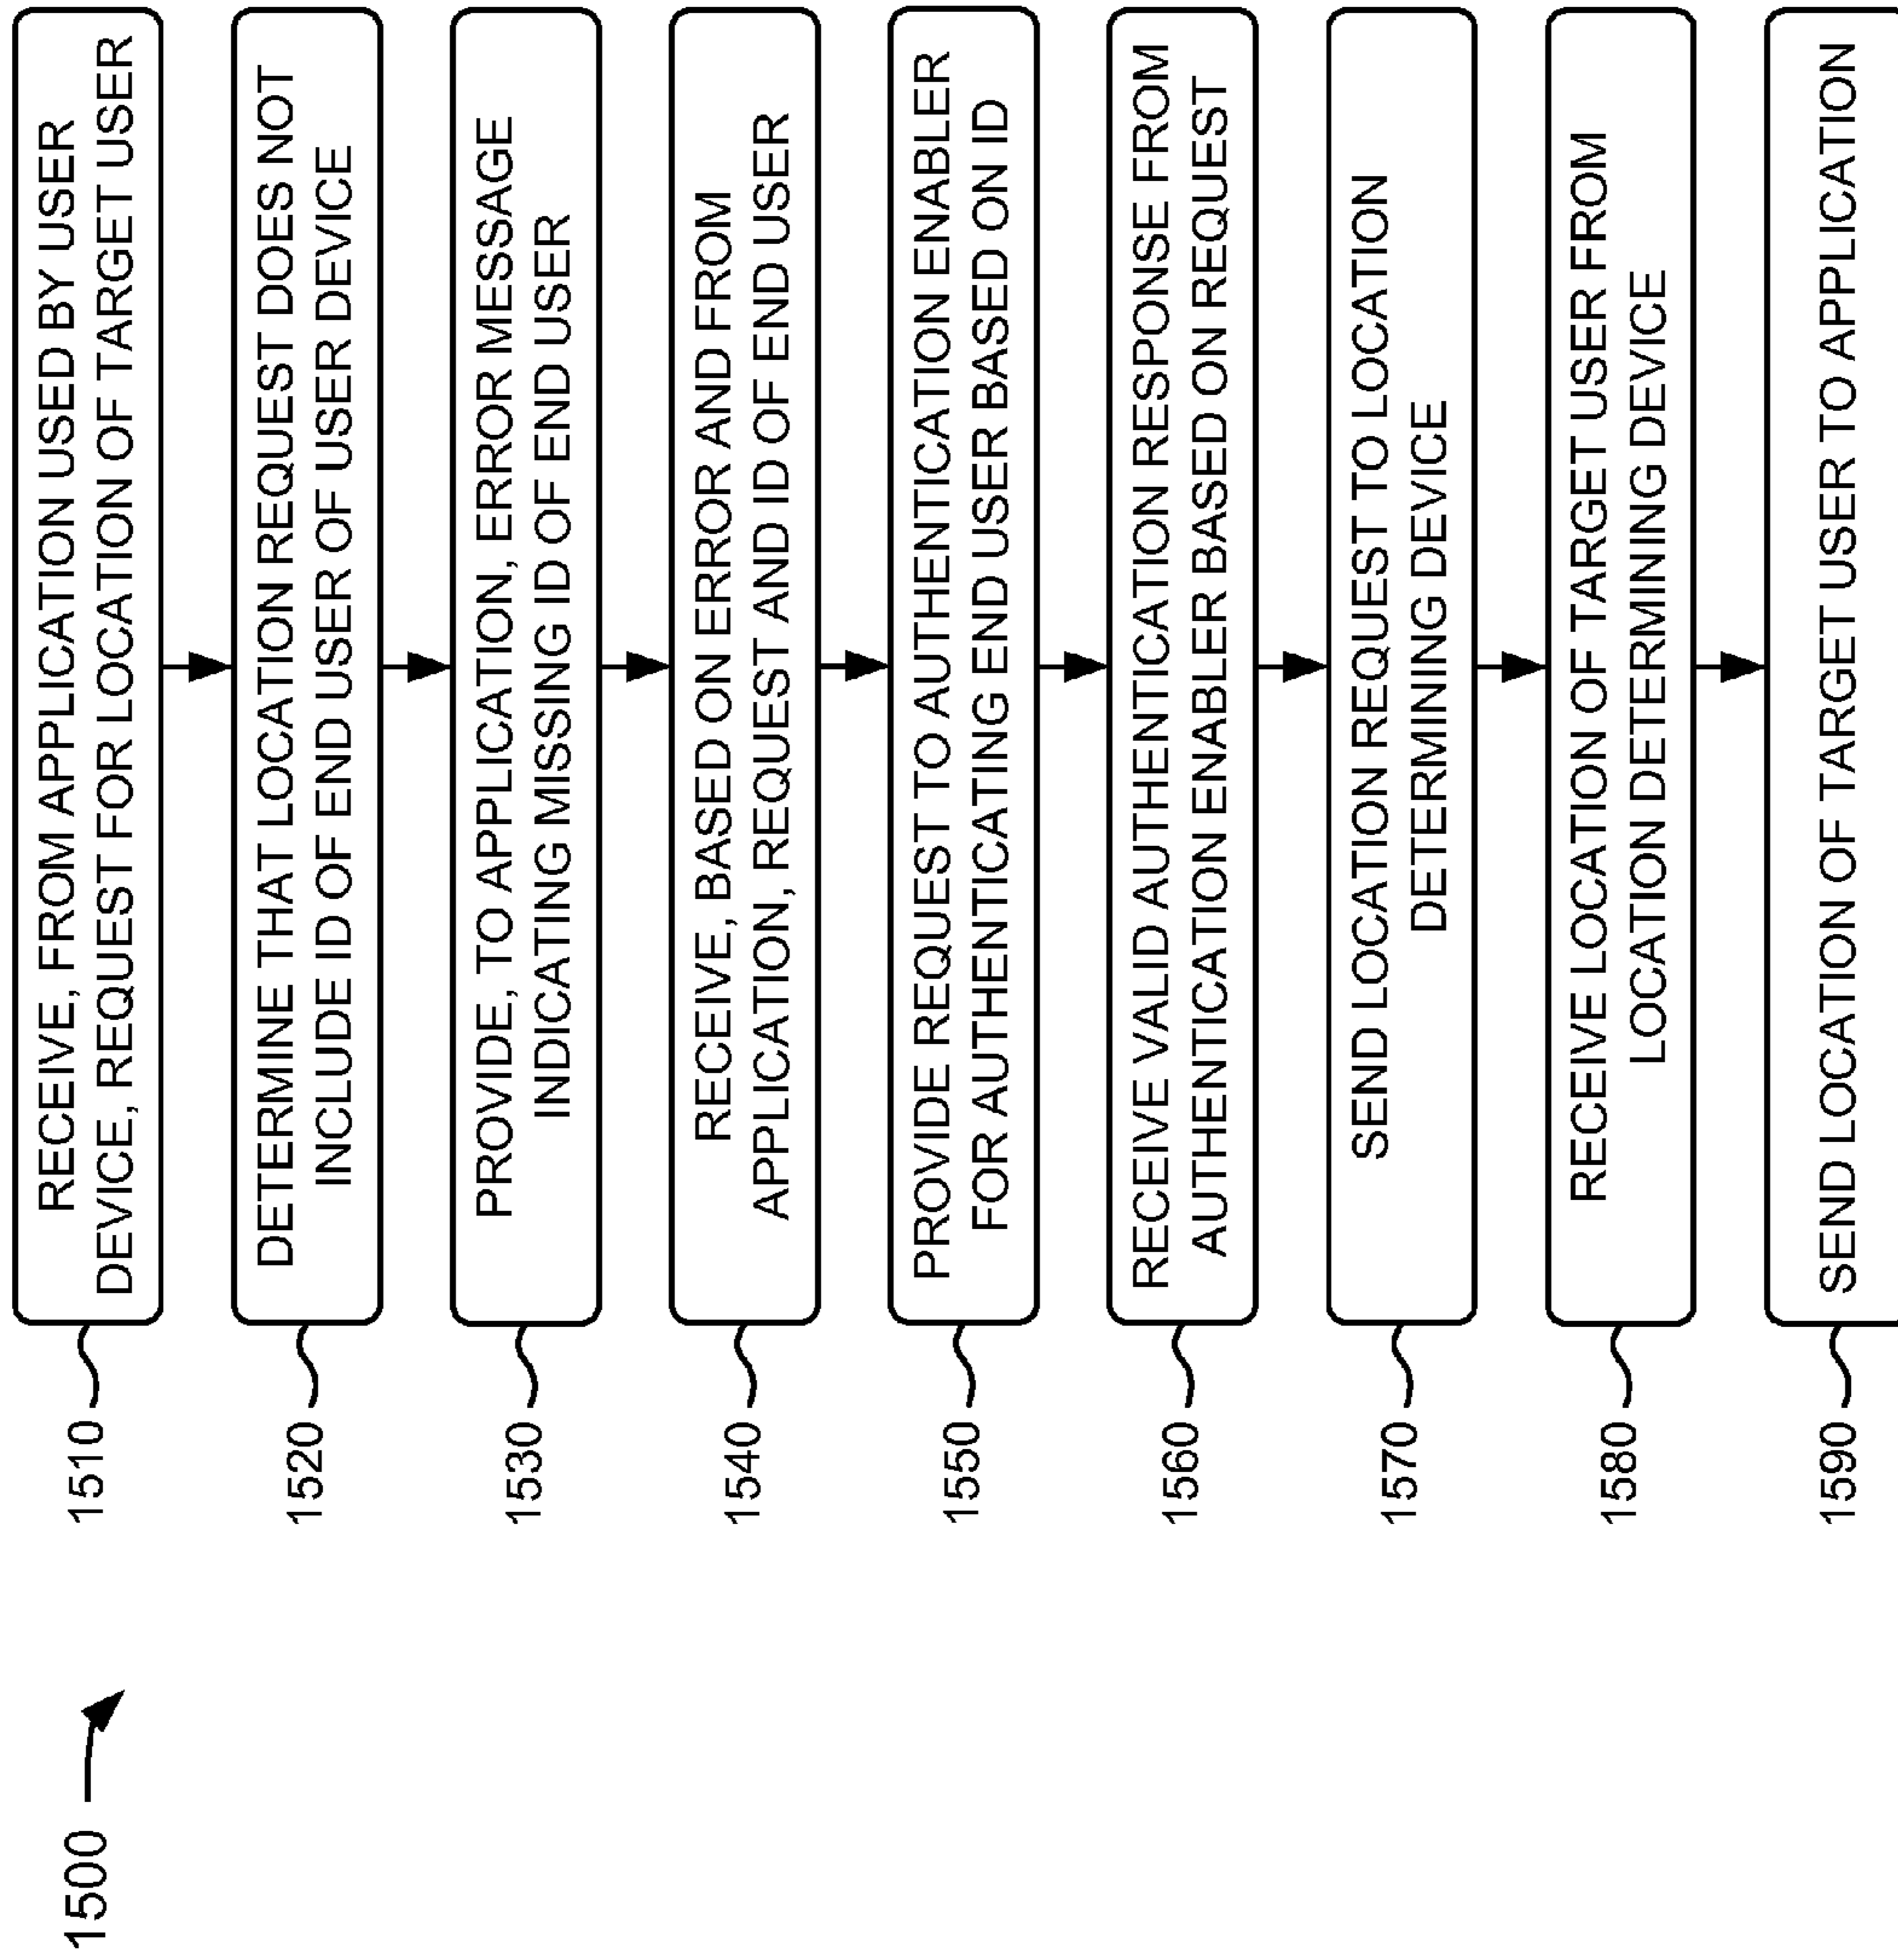 1500
1510
RECEIVE, FROM APPLICATION USED BY USER
DEVICE, REQUEST FOR LOCATION OF TARGET USER
1520
DETERMINE THAT LOCATION REQUEST DOES NOT
INCLUDE ID OF END USER OF USER DEVICE
1530
PROVIDE, TO APPLICATION, ERROR MESSAGE
INDICATING MISSING ID OF END USER
1540
RECEIVE, BASED ON ERROR AND FROM
APPLICATION, REQUEST AND ID OF END USER
1550
PROVIDE REQUEST TO AUTHENTICATION ENABLER
FOR AUTHENTICATING END USER BASED ON ID
1560
RECEIVE VALID AUTHENTICATION RESPONSE FROM
AUTHENTICATION ENABLER BASED ON REQUEST
1570
SEND LOCATION REQUEST TO LOCATION
DETERMINING DEVICE
1580
RECEIVE LOCATION OF TARGET USER FROM
LOCATION DETERMINING DEVICE
1590
SEND LOCATION OF TARGET USER TO APPLICATION